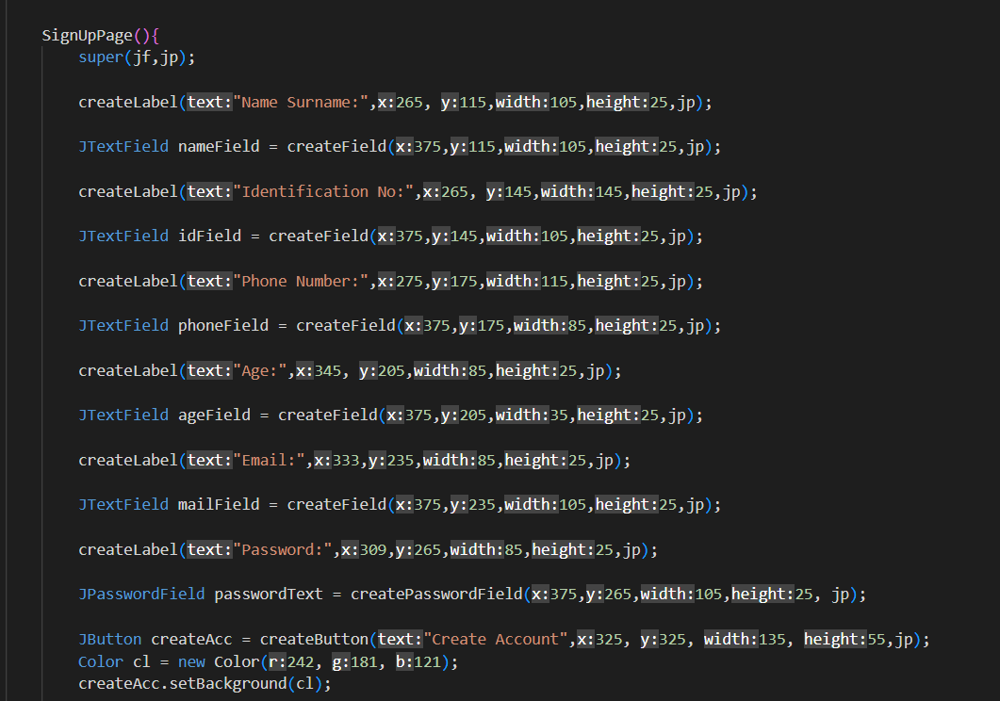 SignUpPage(){
super(jf,jp);
createLabel(text:"Name Surname:",x:265, y:115,width:105,height:25,jp);
JTextField nameField = createField(x:375,y:115,width:105,height:25,jp);
createLabel(text:"Identification No:",x:265, y:145,width:145,height:25,jp);
JTextField idField = createField(x:375,y:145,width:105,height:25,jp);
createLabel(text:"Phone Number:",x:275,y:175,width:115,height:25,jp);
JTextField phoneField = createField(x:375,y:175,width:85,height:25,jp);
createLabel(text:"Age:",x:345, y:205,width:85,height:25,jp);
JTextField ageField = createField(x:375,y:205,width:35,height:25,jp);
createLabel(text:"Email:",x:333,y:235,width:85,height:25,jp);
JTextField mailField = createField(x:375,y:235,width:105,height:25,jp);
createLabel(text:"Password:",x:309,y:265,width:85,height:25,jp);
JPasswordField passwordText = createPasswordField(x:375,y:265,width:105,height:25, jp);
JButton createAcc = createButton(text:"Create Account",x:325, y:325, width:135, height:55,jp);
Color cl = new Color(r:242, g:181, b:121);
createAcc.setBackground(cl);